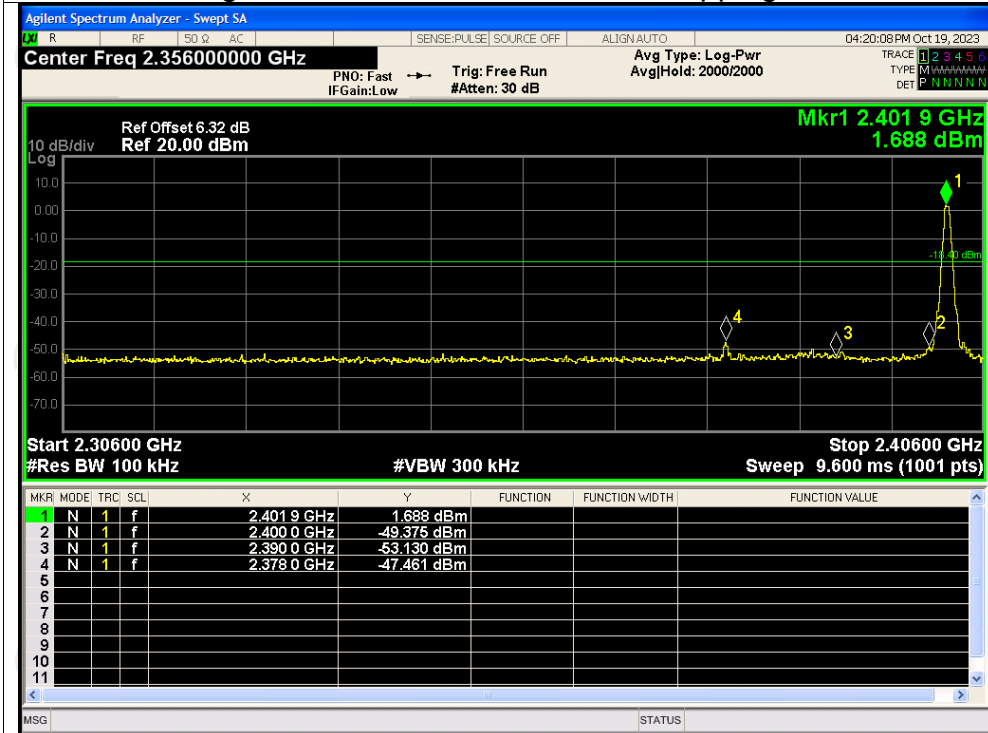 Agilent Spectrum Analyzer - Swept SA
LXI R RF 50 Ω AC SENSE:PULSE SOURCE OFF ALIGN AUTO 04:20:08 PM Oct 19, 2023
Center Freq 2.356000000 GHz
PNO: Fast
IFGain:Low
Trig: Free Run
#Atten: 30 dB
Avg Type: Log-Pwr
Avg|Hold: 2000/2000
TRACE 1 2 3 4 5 6
TYPE M
DET P N N N N N
Mkr1 2.401 9 GHz
1.688 dBm
Ref Offset 6.32 dB
10 dB/div Ref 20.00 dBm
Log
10.0
0.00
-10.0
-20.0
-30.0
-40.0
-50.0
-60.0
-70.0
1
-18.40 dBm
4
3
2
Start 2.30600 GHz Stop 2.40600 GHz
#Res BW 100 kHz #VBW 300 kHz Sweep 9.600 ms (1001 pts)
MKR MODE TRC SCL X Y FUNCTION FUNCTION WIDTH FUNCTION VALUE
1 N 1 f 2.401 9 GHz 1.688 dBm
2 N 1 f 2.400 0 GHz -49.375 dBm
3 N 1 f 2.390 0 GHz -53.130 dBm
4 N 1 f 2.378 0 GHz -47.461 dBm
5
6
7
8
9
10
11
MSG STATUS